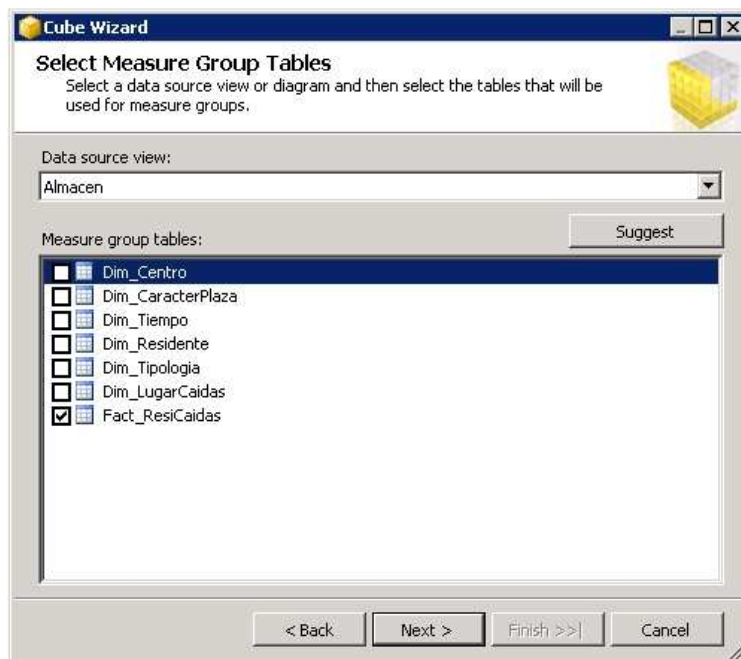 Cube Wizard
Select Measure Group Tables
Select a data source view or diagram and then select the tables that will be
used for measure groups.
Data source view:
Almacen
Suggest
Measure group tables:
Dim_Centro
Dim_CaracterPlaza
Dim_Tiempo
Dim_Residente
Dim_Tipologia
Dim_LugarCaidas
Fact_ResiCaidas
< Back
Next >
Finish >>|
Cancel